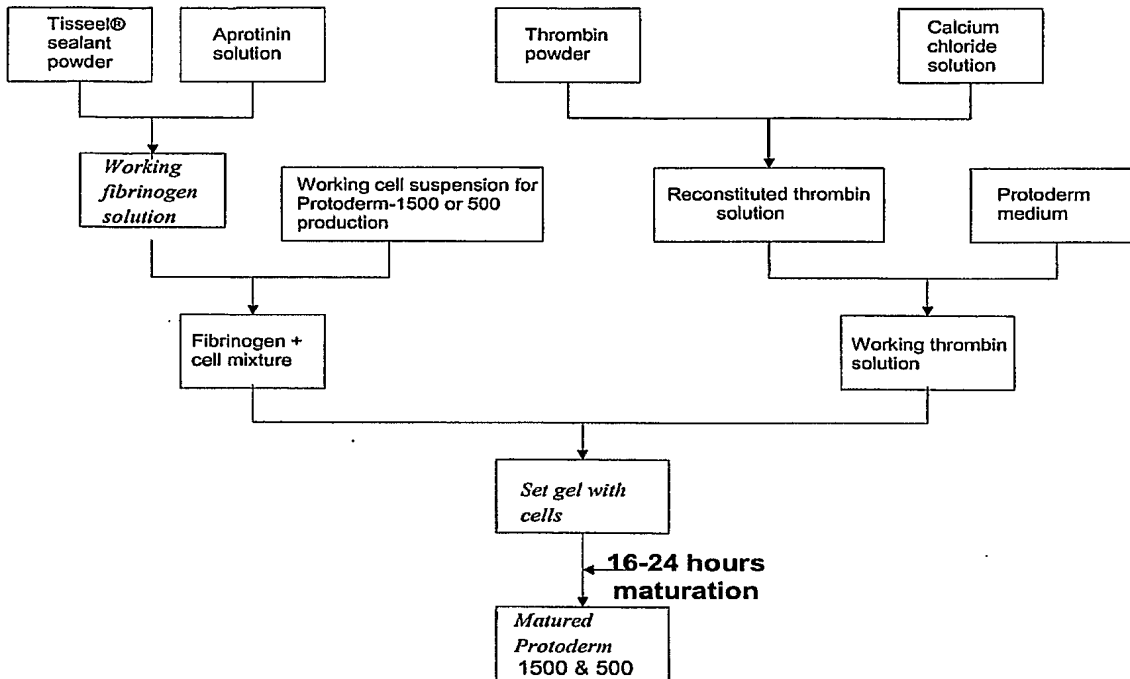 Tisseel®
sealant
powder
Aprotinin
solution
Thrombin
powder
Calcium
chloride
solution
Working
fibrinogen
solution
Working cell suspension for
Protoderm-1500 or 500
production
Reconstituted thrombin
solution
Protoderm
medium
Fibrinogen +
cell mixture
Working thrombin
solution
Set gel with
cells
16-24 hours
maturation
Matured
Protoderm
1500 & 500